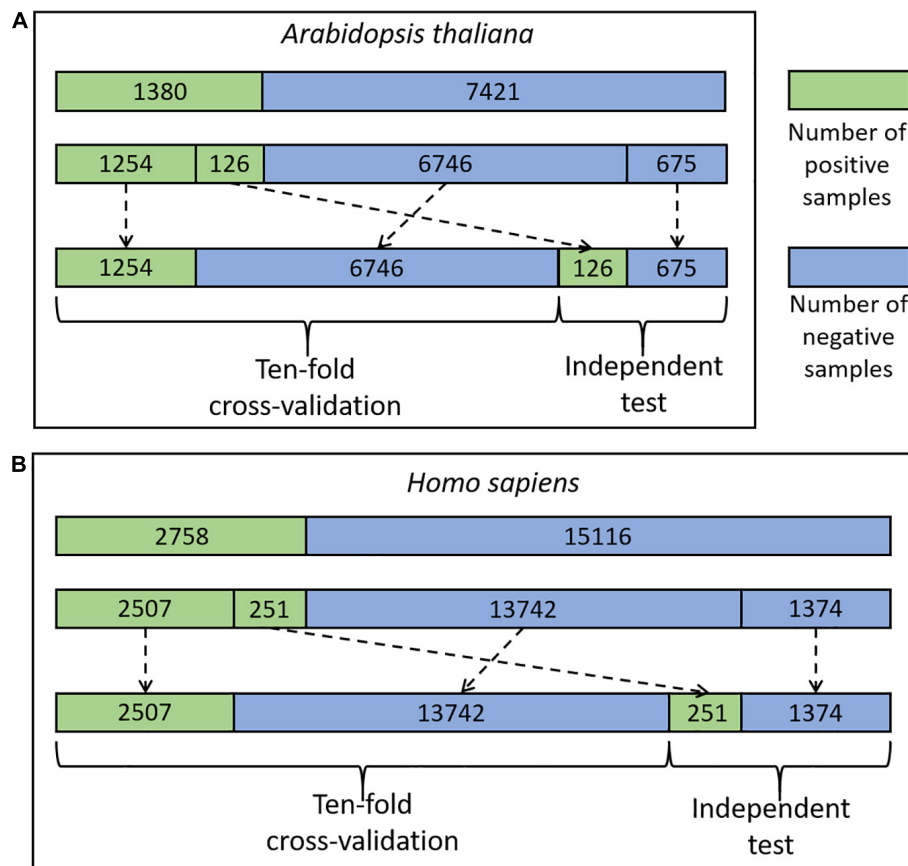 A
Arabidopsis thaliana
1380 7421
1254 126 6746 675
1254 6746 126 675
Ten-fold
cross-validation
Independent
test
Number of
positive
samples
Number of
negative
samples
B
Homo sapiens
2758 15116
2507 251 13742 1374
2507 13742 251 1374
Ten-fold
cross-validation
Independent
test